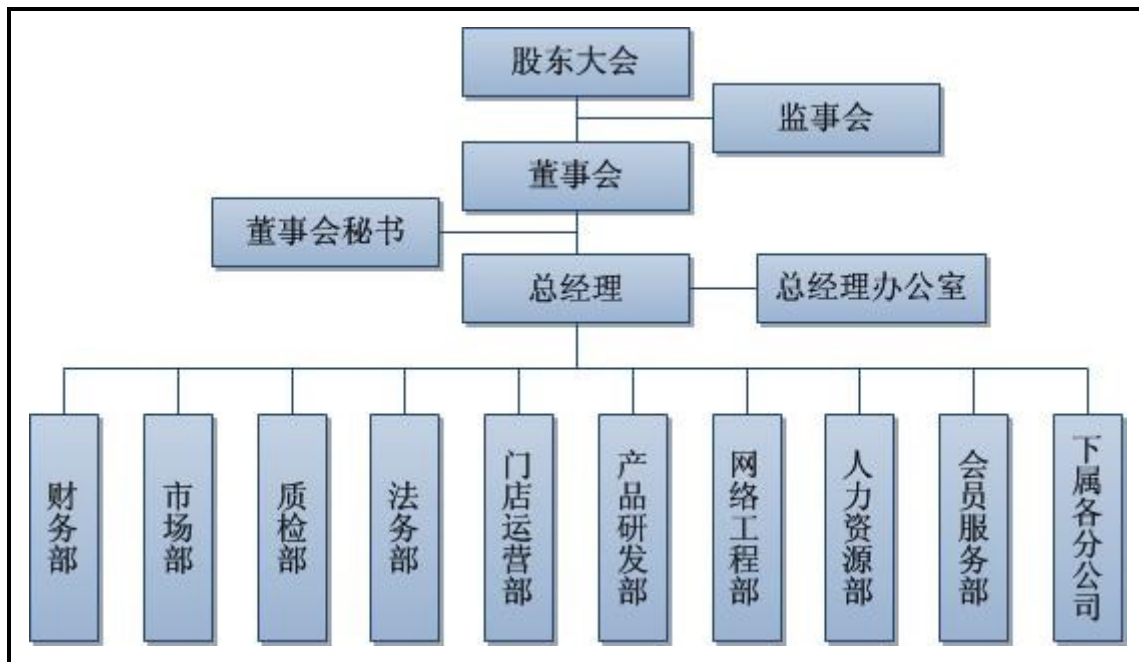 股东大会
监事会
董事会
董事会秘书
总经理
总经理办公室
财务部
市场部
质检部
法务部
门店运营部
产品研发部
网络工程部
人力资源部
会员服务部
下属各分公司